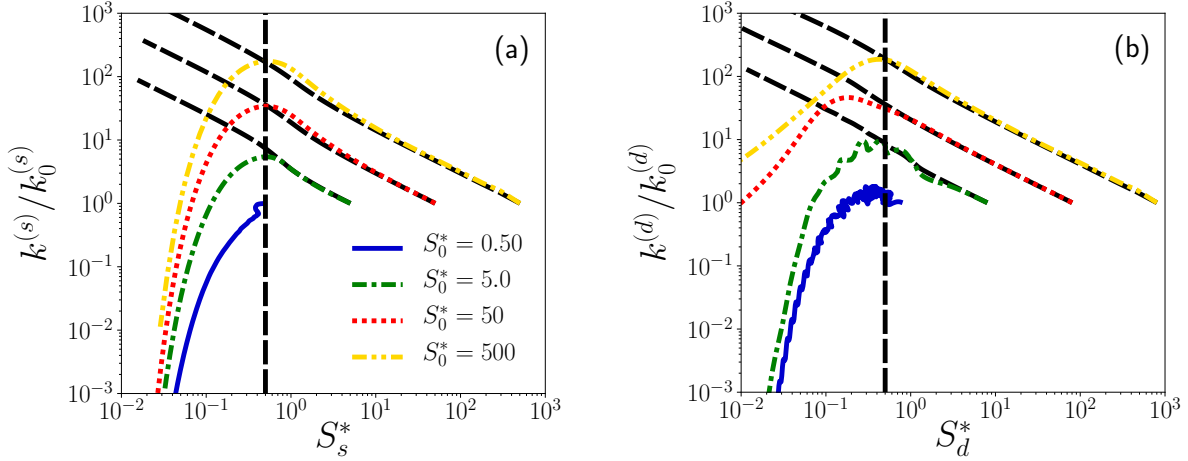 (a)
k^{(s)}/k_0^{(s)}
10^3
10^2
10^1
10^0
10^{-1}
10^{-2}
10^{-3}
S_0^* = 0.50
S_0^* = 5.0
S_0^* = 50
S_0^* = 500
10^{-2} 10^{-1} 10^0 10^1 10^2 10^3
S_s^*
(b)
k^{(d)}/k_0^{(d)}
10^3
10^2
10^1
10^0
10^{-1}
10^{-2}
10^{-3}
10^{-2} 10^{-1} 10^0 10^1 10^2 10^3
S_d^*